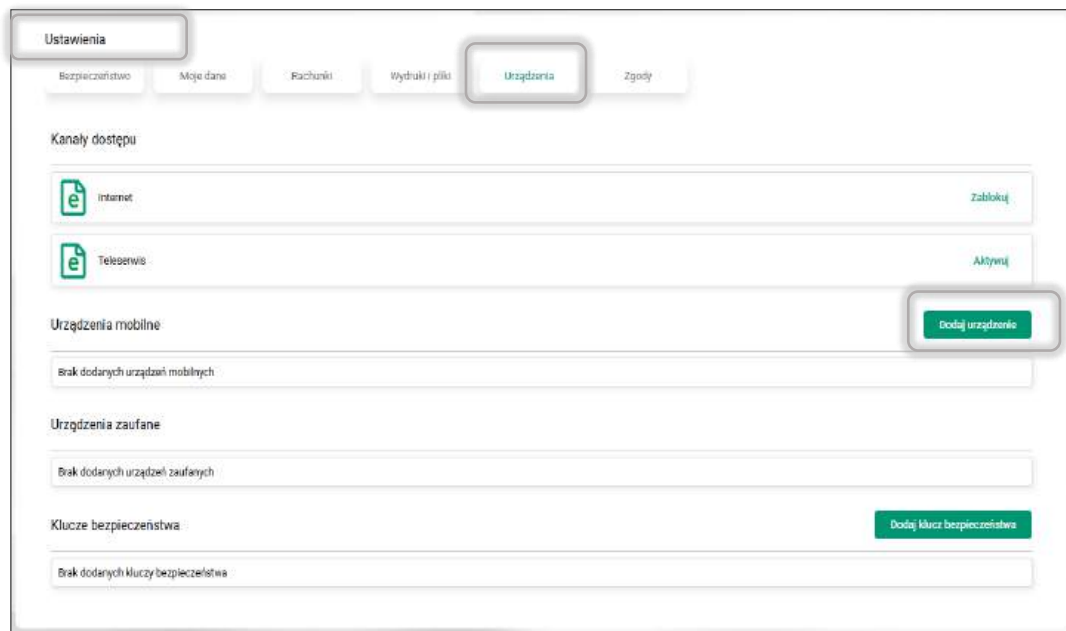 Ustawienia
Bezpieczeństwo Moje dane Rachunki Wydruki i pliki Urządzenia Zgody
Kanały dostępu
Internet Zablokuj
Teleserwis Aktywuj
Urządzenia mobilne Dodaj urządzenie
Brak dodanych urządzeń mobilnych
Urządzenia zaufane
Brak dodanych urządzeń zaufanych
Klucze bezpieczeństwa Dodaj klucz bezpieczeństwa
Brak dodanych kluczy bezpieczeństwa